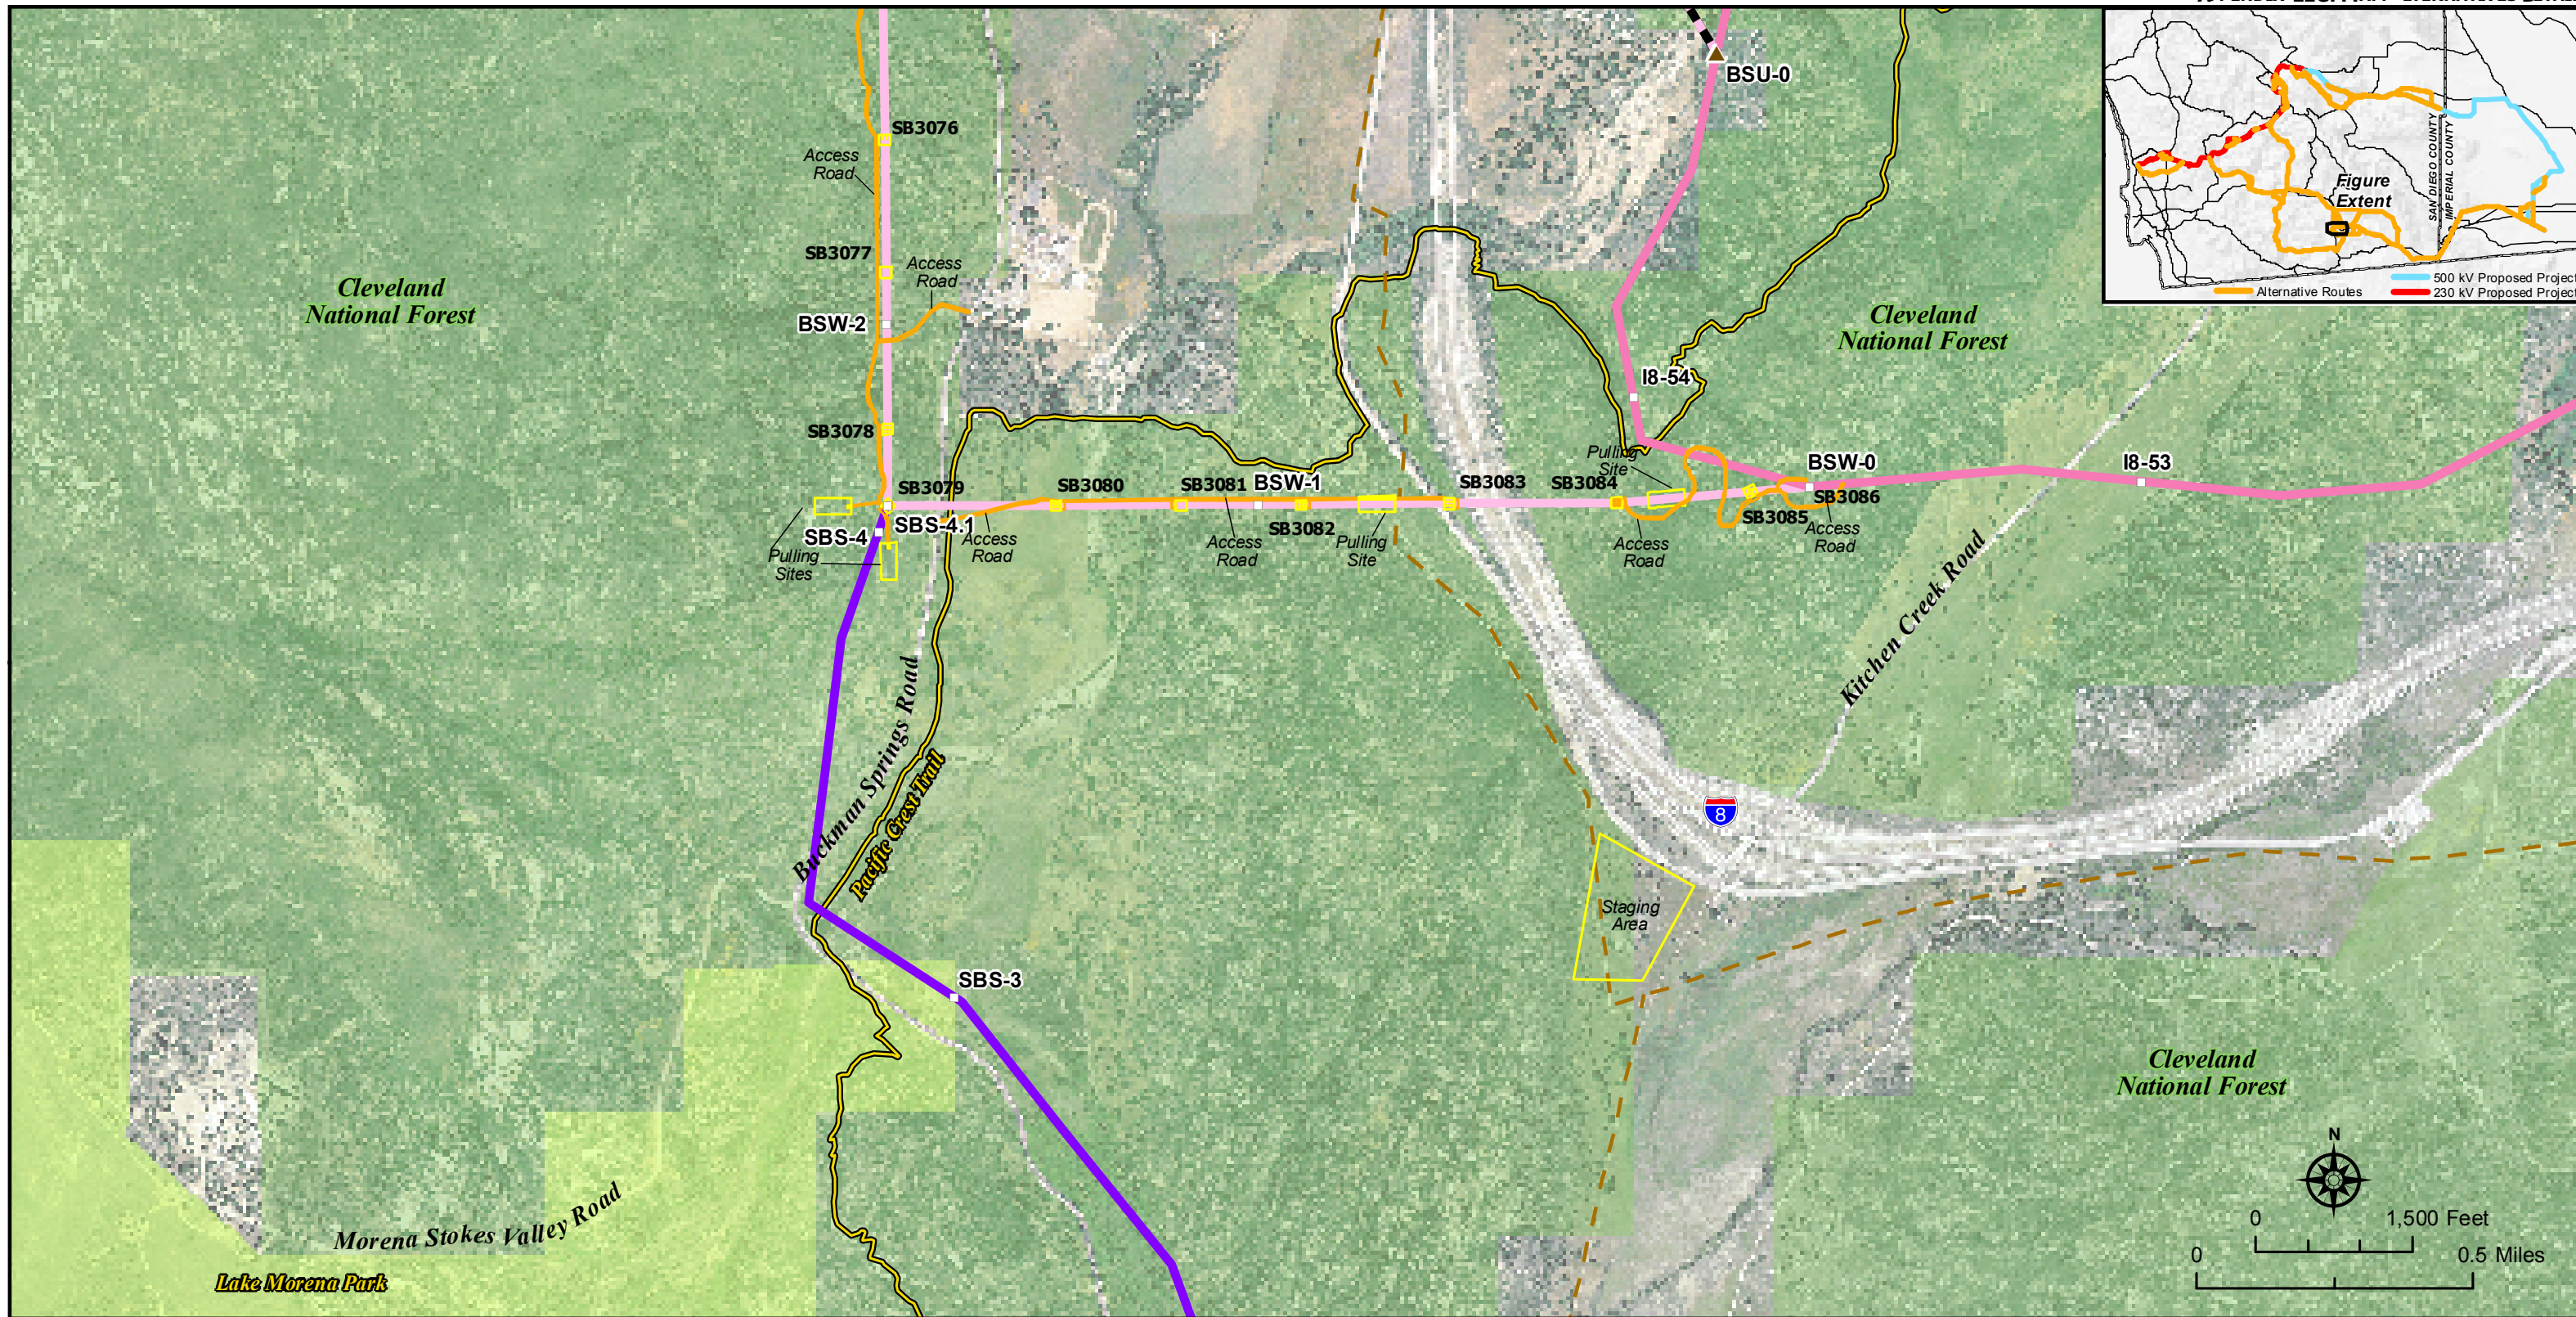 BSU-0
SAN DIEGO COUNTY
IMPERIAL COUNTY
Figure
Extent
500 kV Proposed Project
Alternative Routes
230 kV Proposed Project
SB3076
Access
Road
SB3077
Access
Road
Cleveland
National Forest
BSW-2
Cleveland
National Forest
I8-54
SB3078
Pulling
Site
BSW-0
I8-53
SB3079
SB3080
SB3081
BSW-1
SB3083
SB3084
SB3086
SBS-4.1
SBS-4
SB3082
SB3085
Access
Road
Access
Road
Pulling
Site
Access
Road
Access
Road
Pulling
Sites
Kitchen Creek Road
Buckman Springs Road
Pacific Crest Trail
8
Staging
Area
SBS-3
Cleveland
National Forest
N
Morena Stokes Valley Road
0 1,500 Feet
0 0.5 Miles
Lake Morena Park